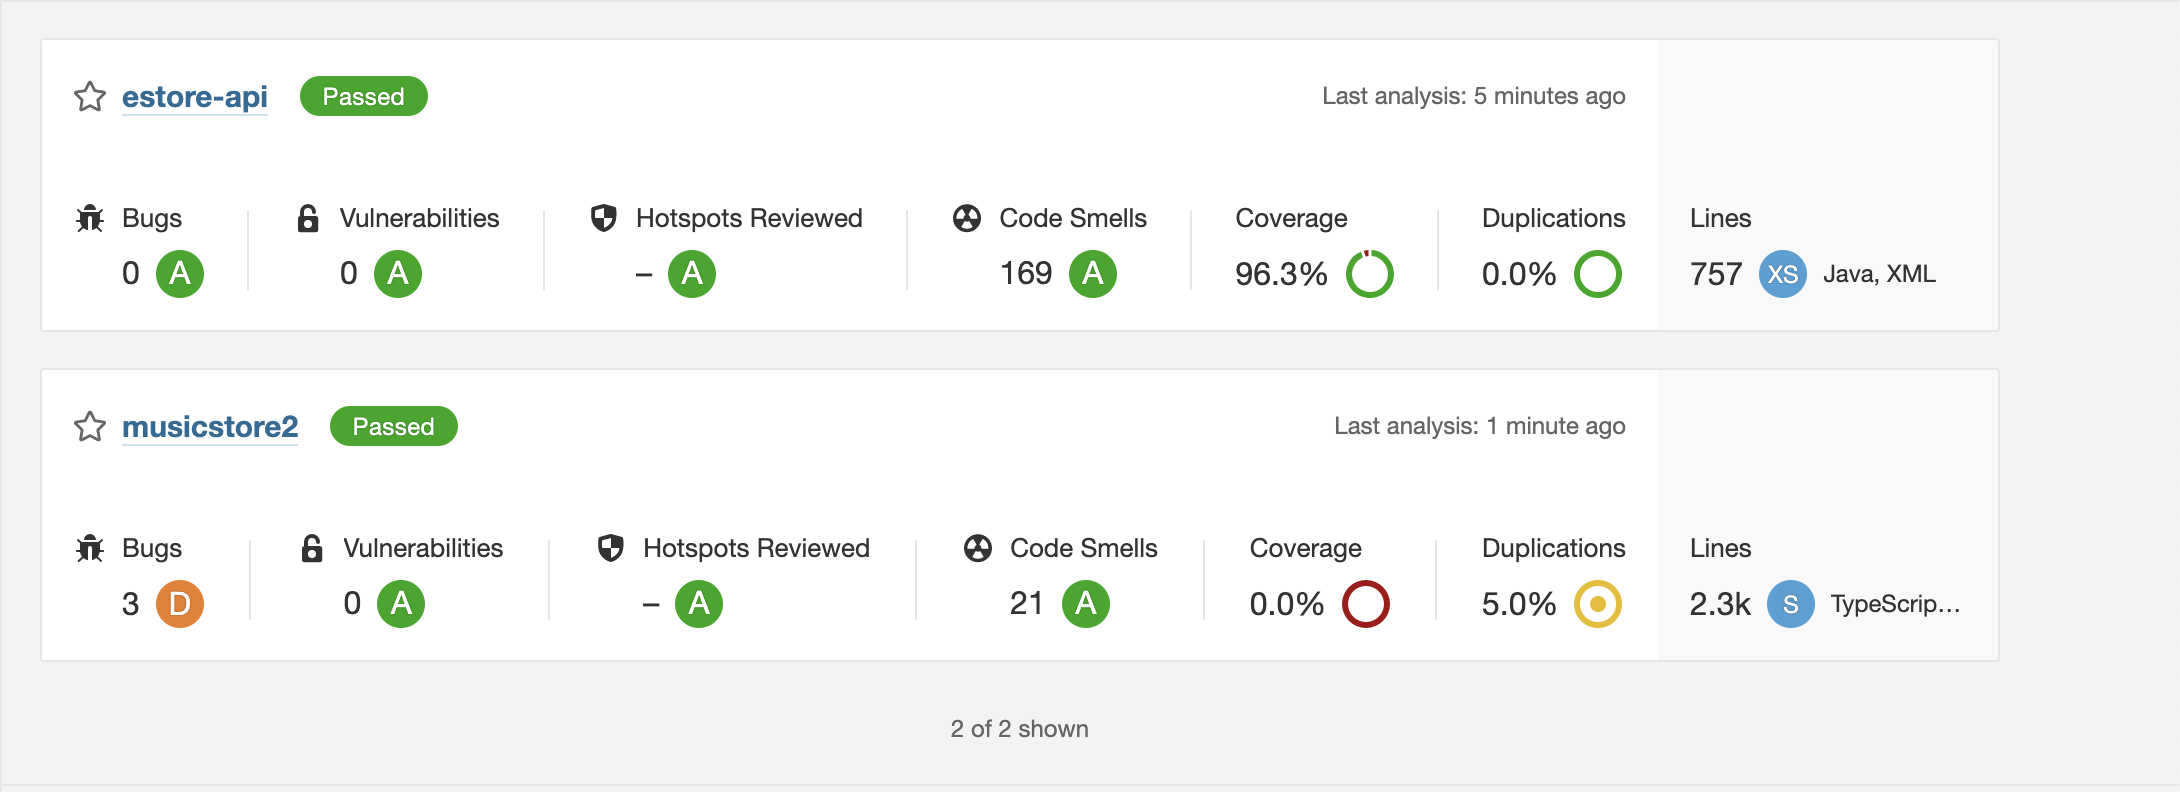 estore-api Passed Last analysis: 5 minutes ago
Bugs Vulnerabilities Hotspots Reviewed Code Smells Coverage Duplications Lines
0 A 0 A – A 169 A 96.3% 0.0% 757 XS Java, XML
musicstore2 Passed Last analysis: 1 minute ago
Bugs Vulnerabilities Hotspots Reviewed Code Smells Coverage Duplications Lines
3 D 0 A – A 21 A 0.0% 5.0% 2.3k S TypeScrip...
2 of 2 shown